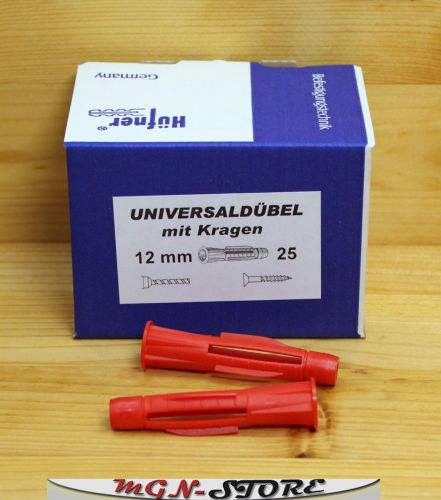 Germany
Hüfner®
Befestigungstechnik
UNIVERSALDÜBEL
mit Kragen
12 mm 25
MGN-STORE